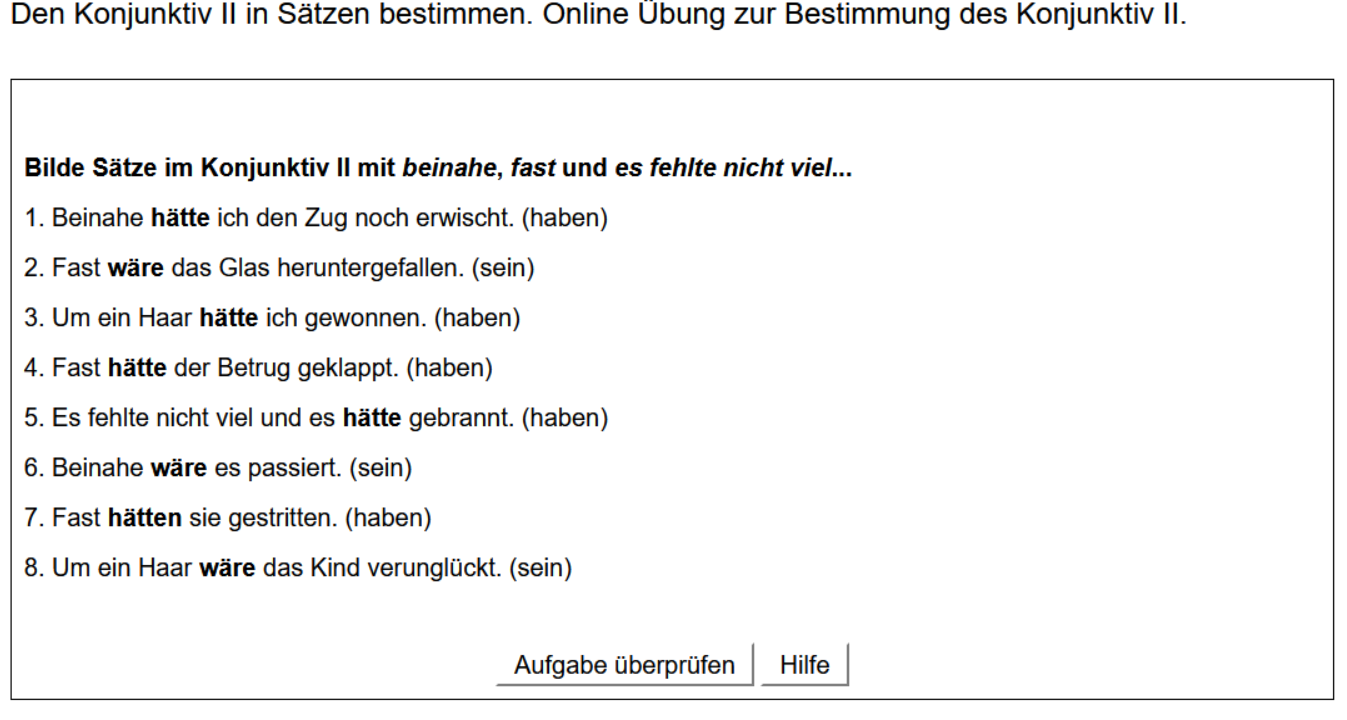 Den Konjunktiv II in Sätzen bestimmen. Online Übung zur Bestimmung des Konjunktiv II.
Bilde Sätze im Konjunktiv II mit beinahe, fast und es fehlte nicht viel...
1. Beinahe hätte ich den Zug noch erwischt. (haben)
2. Fast wäre das Glas heruntergefallen. (sein)
3. Um ein Haar hätte ich gewonnen. (haben)
4. Fast hätte der Betrug geklappt. (haben)
5. Es fehlte nicht viel und es hätte gebrannt. (haben)
6. Beinahe wäre es passiert. (sein)
7. Fast hätten sie gestritten. (haben)
8. Um ein Haar wäre das Kind verunglückt. (sein)
Aufgabe überprüfen Hilfe